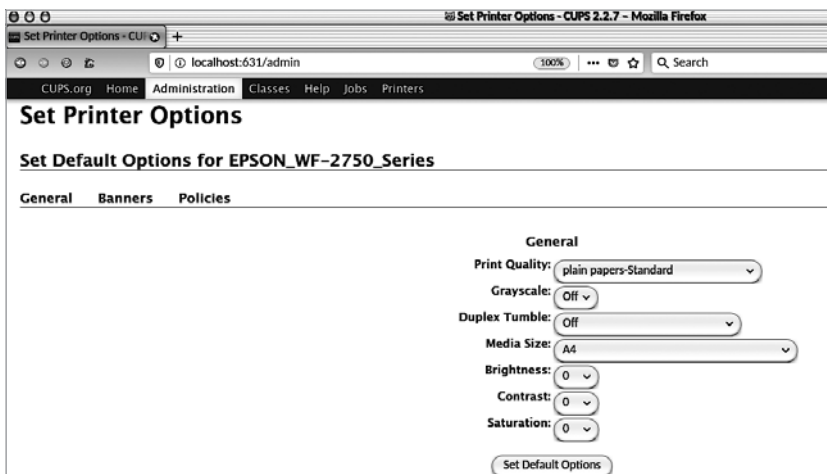 Set Printer Options - CUPS 2.2.7 - Mozilla Firefox
Set Printer Options - CUI +
localhost:631/admin 100% ••• Search
CUPS.org Home Administration Classes Help Jobs Printers
Set Printer Options
Set Default Options for EPSON_WF-2750_Series
General Banners Policies
General
Print Quality: plain papers-Standard
Grayscale: Off
Duplex Tumble: Off
Media Size: A4
Brightness: 0
Contrast: 0
Saturation: 0
Set Default Options